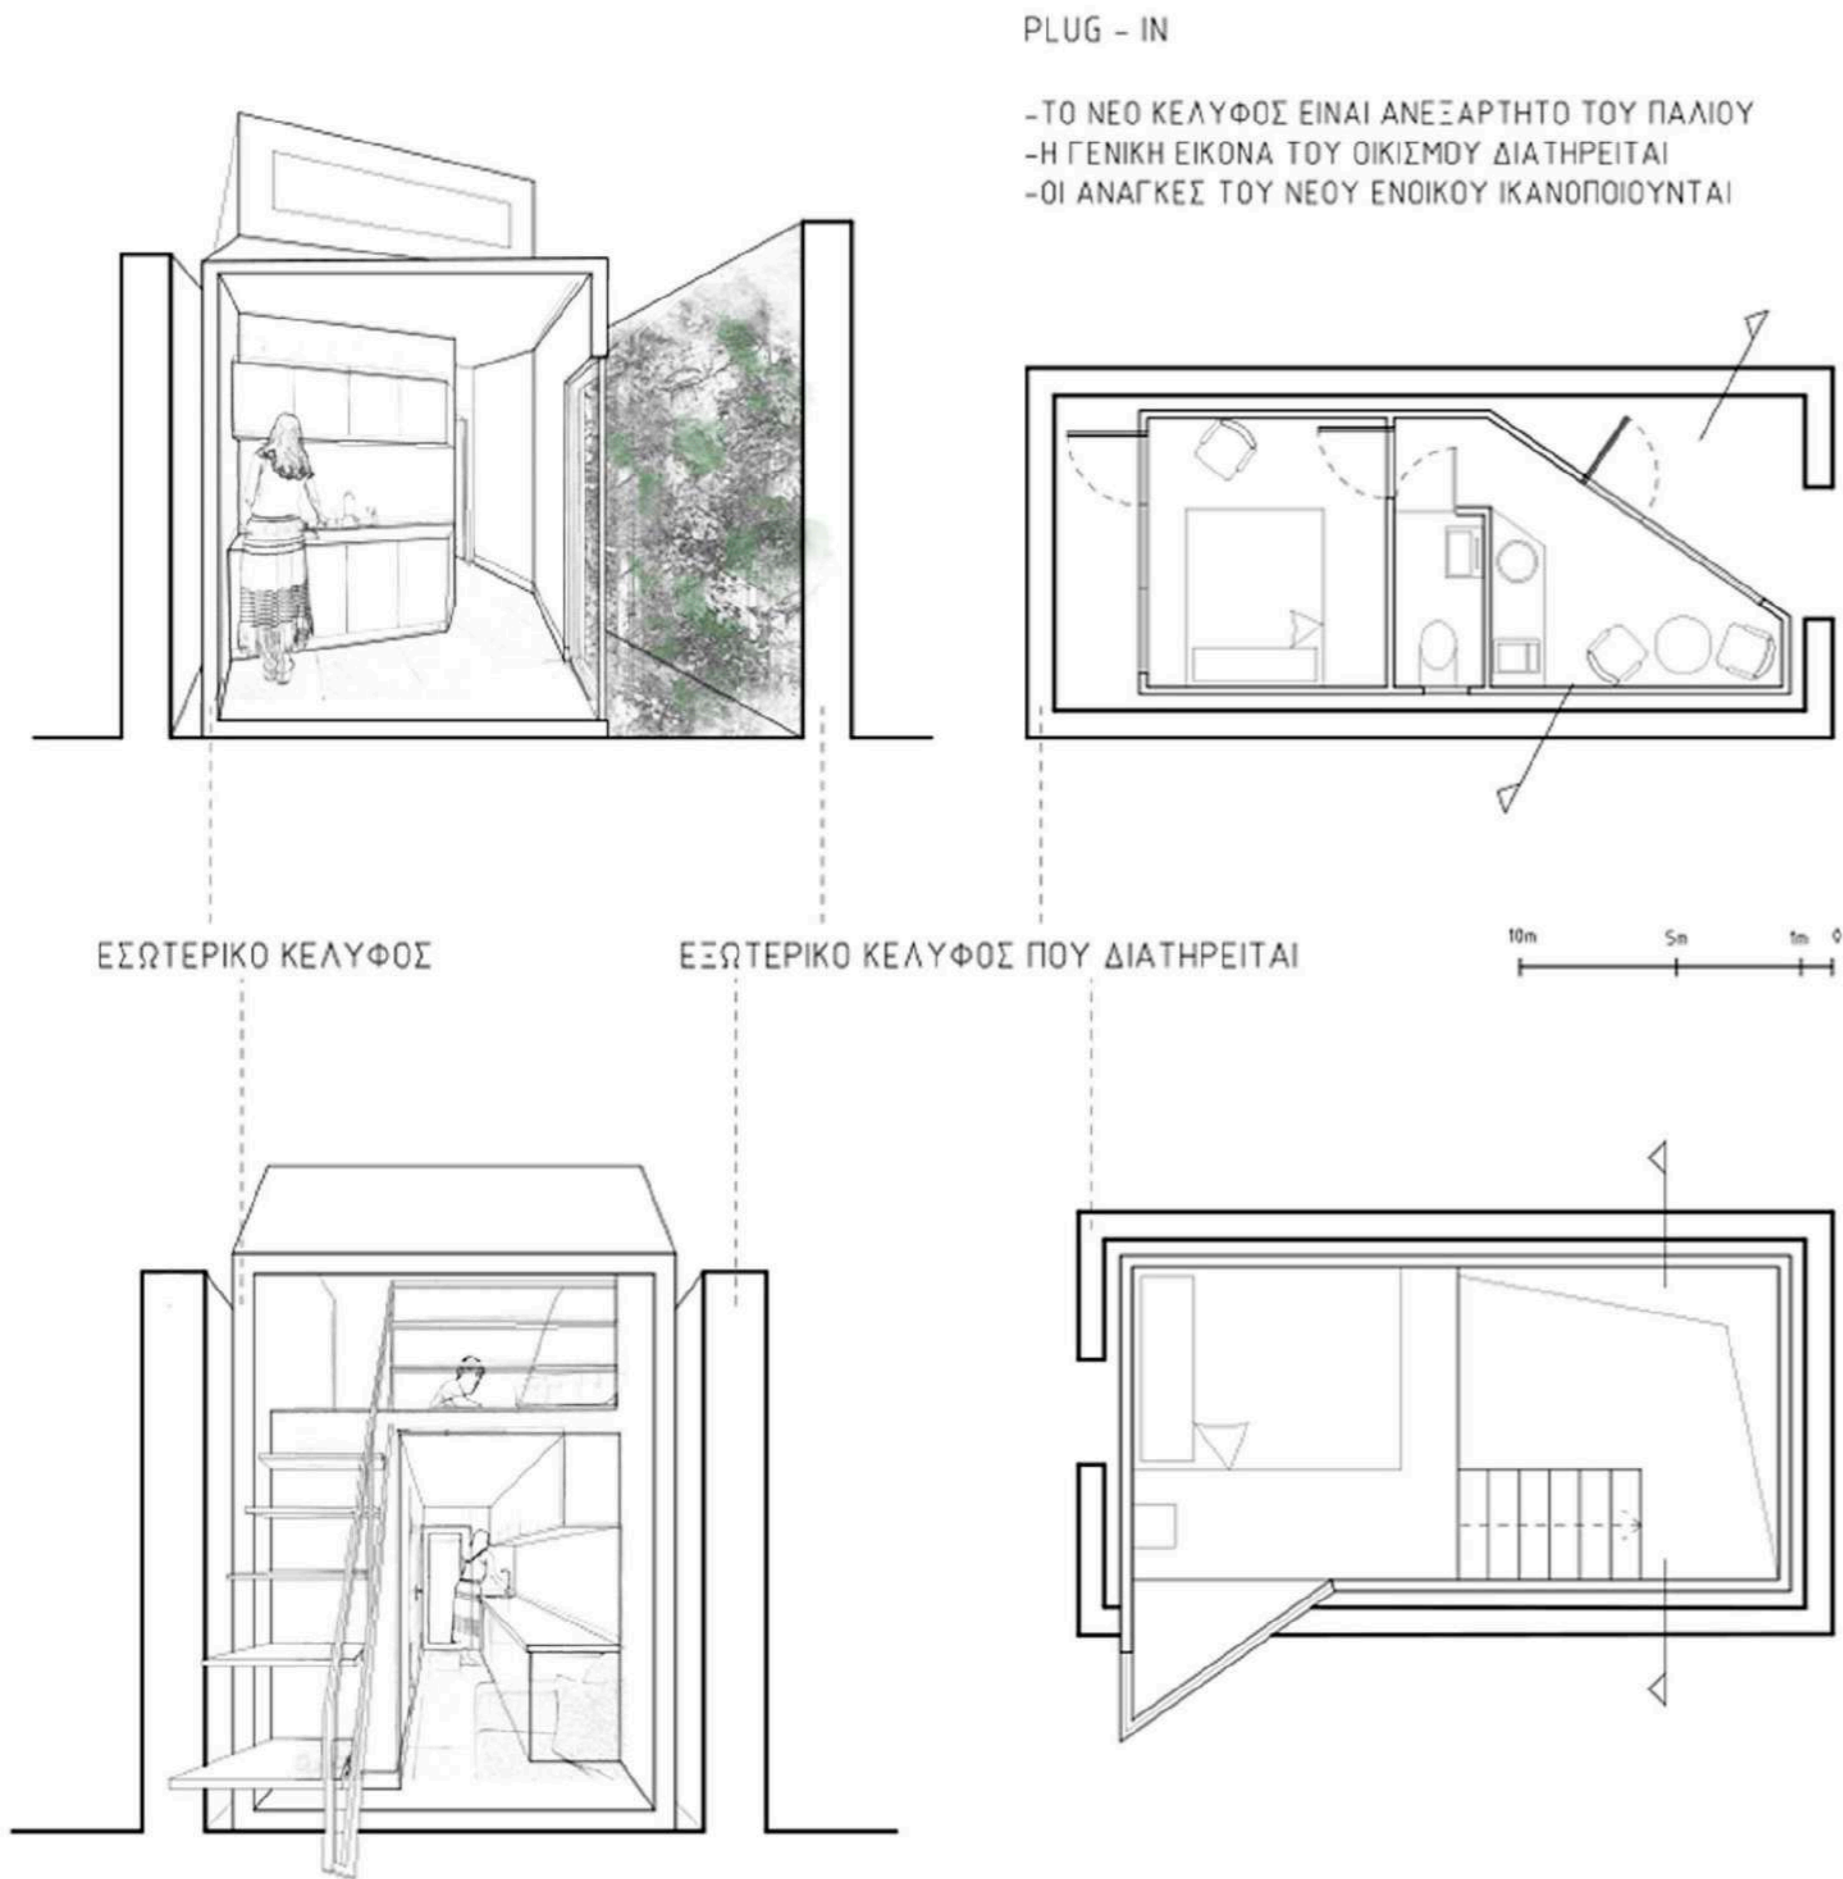 PLUG - IN
-ΤΟ ΝΕΟ ΚΕΛΥΦΟΣ ΕΙΝΑΙ ΑΝΕΞΑΡΤΗΤΟ ΤΟΥ ΠΑΛΙΟΥ
-Η ΓΕΝΙΚΗ ΕΙΚΟΝΑ ΤΟΥ ΟΙΚΙΣΜΟΥ ΔΙΑΤΗΡΕΙΤΑΙ
-ΟΙ ΑΝΑΓΚΕΣ ΤΟΥ ΝΕΟΥ ΕΝΟΙΚΟΥ ΙΚΑΝΟΠΟΙΟΥΝΤΑΙ
ΕΣΩΤΕΡΙΚΟ ΚΕΛΥΦΟΣ
ΕΞΩΤΕΡΙΚΟ ΚΕΛΥΦΟΣ ΠΟΥ ΔΙΑΤΗΡΕΙΤΑΙ
10m 5m 1m 0